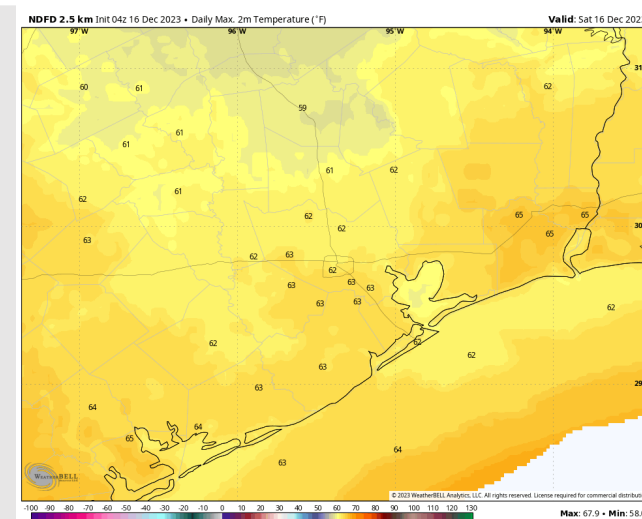 NDFD 2.5 km Init 04z 16 Dec 2023 • Daily Max. 2m Temperature (°F)
Valid: Sat 16 Dec 202
97°W 96°W 95°W 94°W
31
60 61 62
59
61
61
61 62
61
62
62 65 65
62 65
63 30
62 63
62
63 63 63
63 63
62
62
62 62
63
63 29
64
64
65
64
63
WeatherBELL
© 2023 WeatherBELL Analytics, LLC. All rights reserved. License required for commercial distributi
-100 -90 -80 -70 -60 -50 -40 -30 -20 -10 0 10 20 30 40 50 60 70 80 90 100 110 120 130
Max: 67.9 • Min: 58.